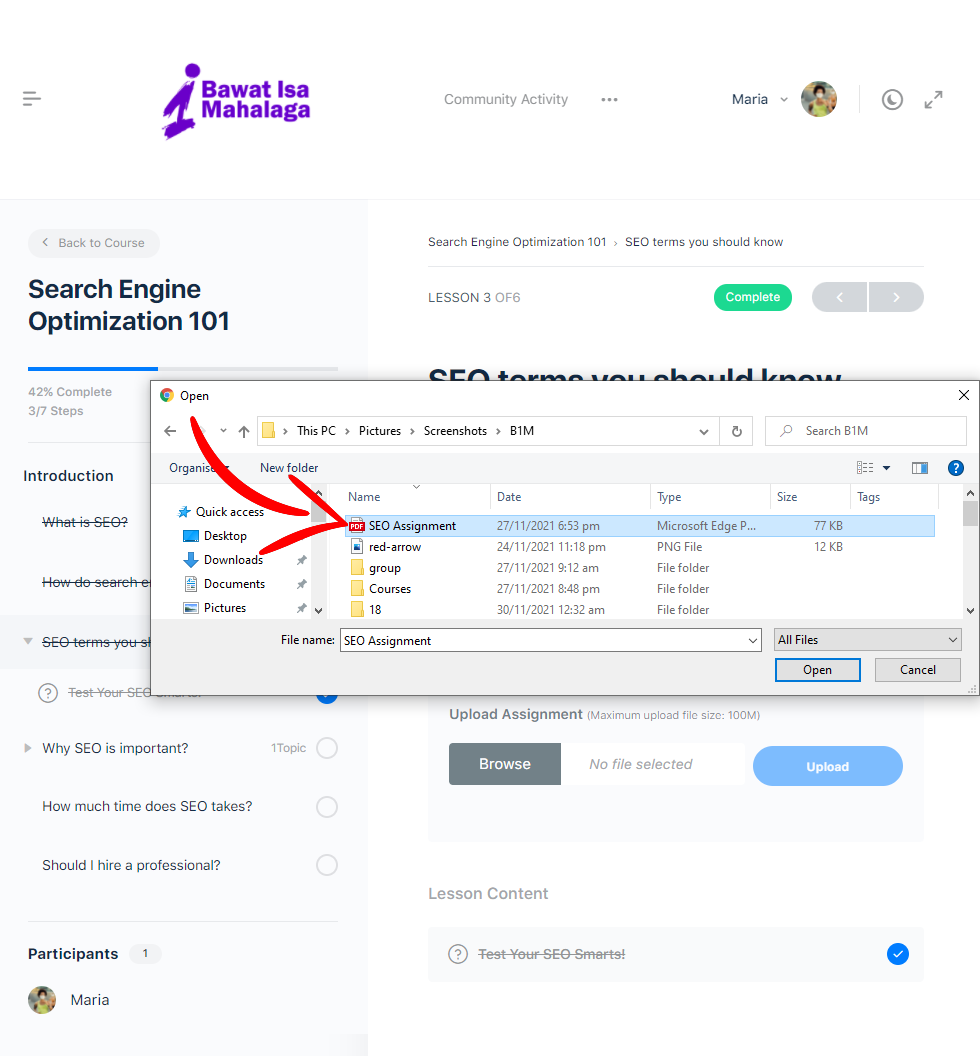 Bawat Isa
Mahalaga
Community Activity
Maria
Back to Course
Search Engine
Optimization 101
42% Complete
3/7 Steps
Introduction
What is SEO?
How do search e
SEO terms you sh
Test Your SEO Smarts!
Why SEO is important?
1Topic
How much time does SEO takes?
Should I hire a professional?
Participants 1
Maria
Search Engine Optimization 101 › SEO terms you should know
LESSON 3 OF6
Complete
SEO terms you should know
Open
This PC › Pictures › Screenshots › B1M
Search B1M
Organise
New folder
Quick access
Desktop
Downloads
Documents
Pictures
Name Date Type Size Tags
PDF SEO Assignment 27/11/2021 6:53 pm Microsoft Edge P... 77 KB
red-arrow 24/11/2021 11:18 pm PNG File 12 KB
group 27/11/2021 9:12 am File folder
Courses 27/11/2021 8:48 pm File folder
18 30/11/2021 12:32 am File folder
File name: SEO Assignment
All Files
Open
Cancel
Upload Assignment (Maximum upload file size: 100M)
Browse
No file selected
Upload
Lesson Content
Test Your SEO Smarts!